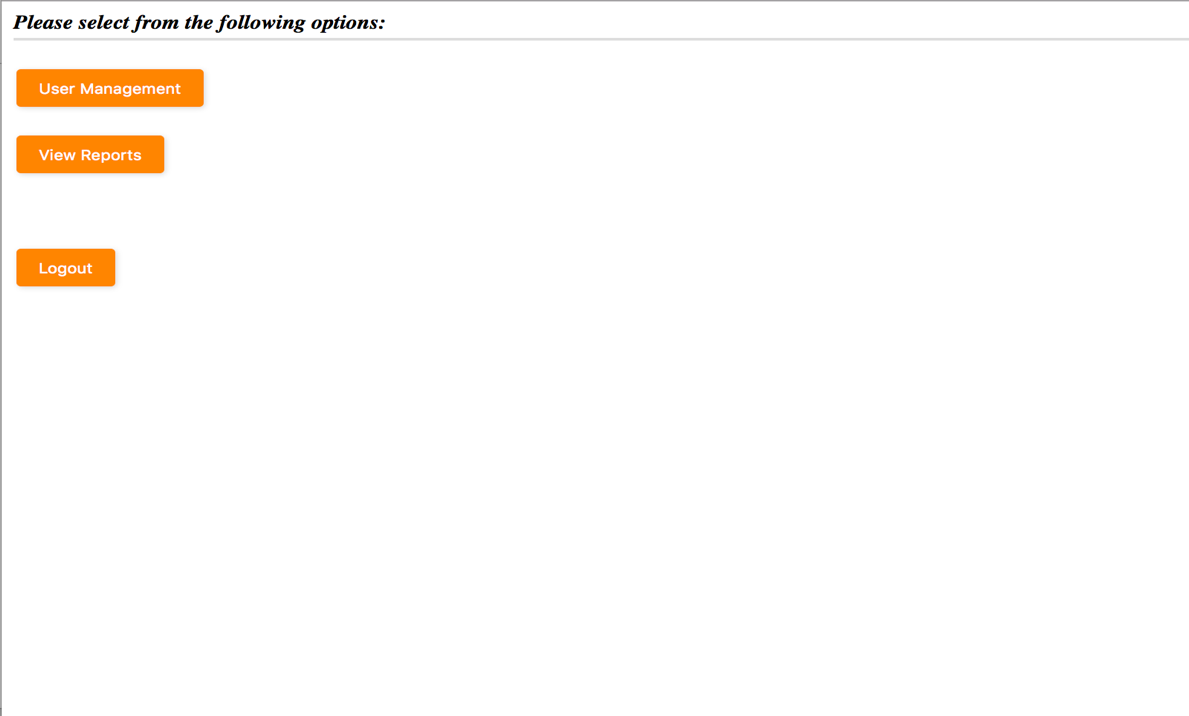 Please select from the following options:
User Management
View Reports
Logout